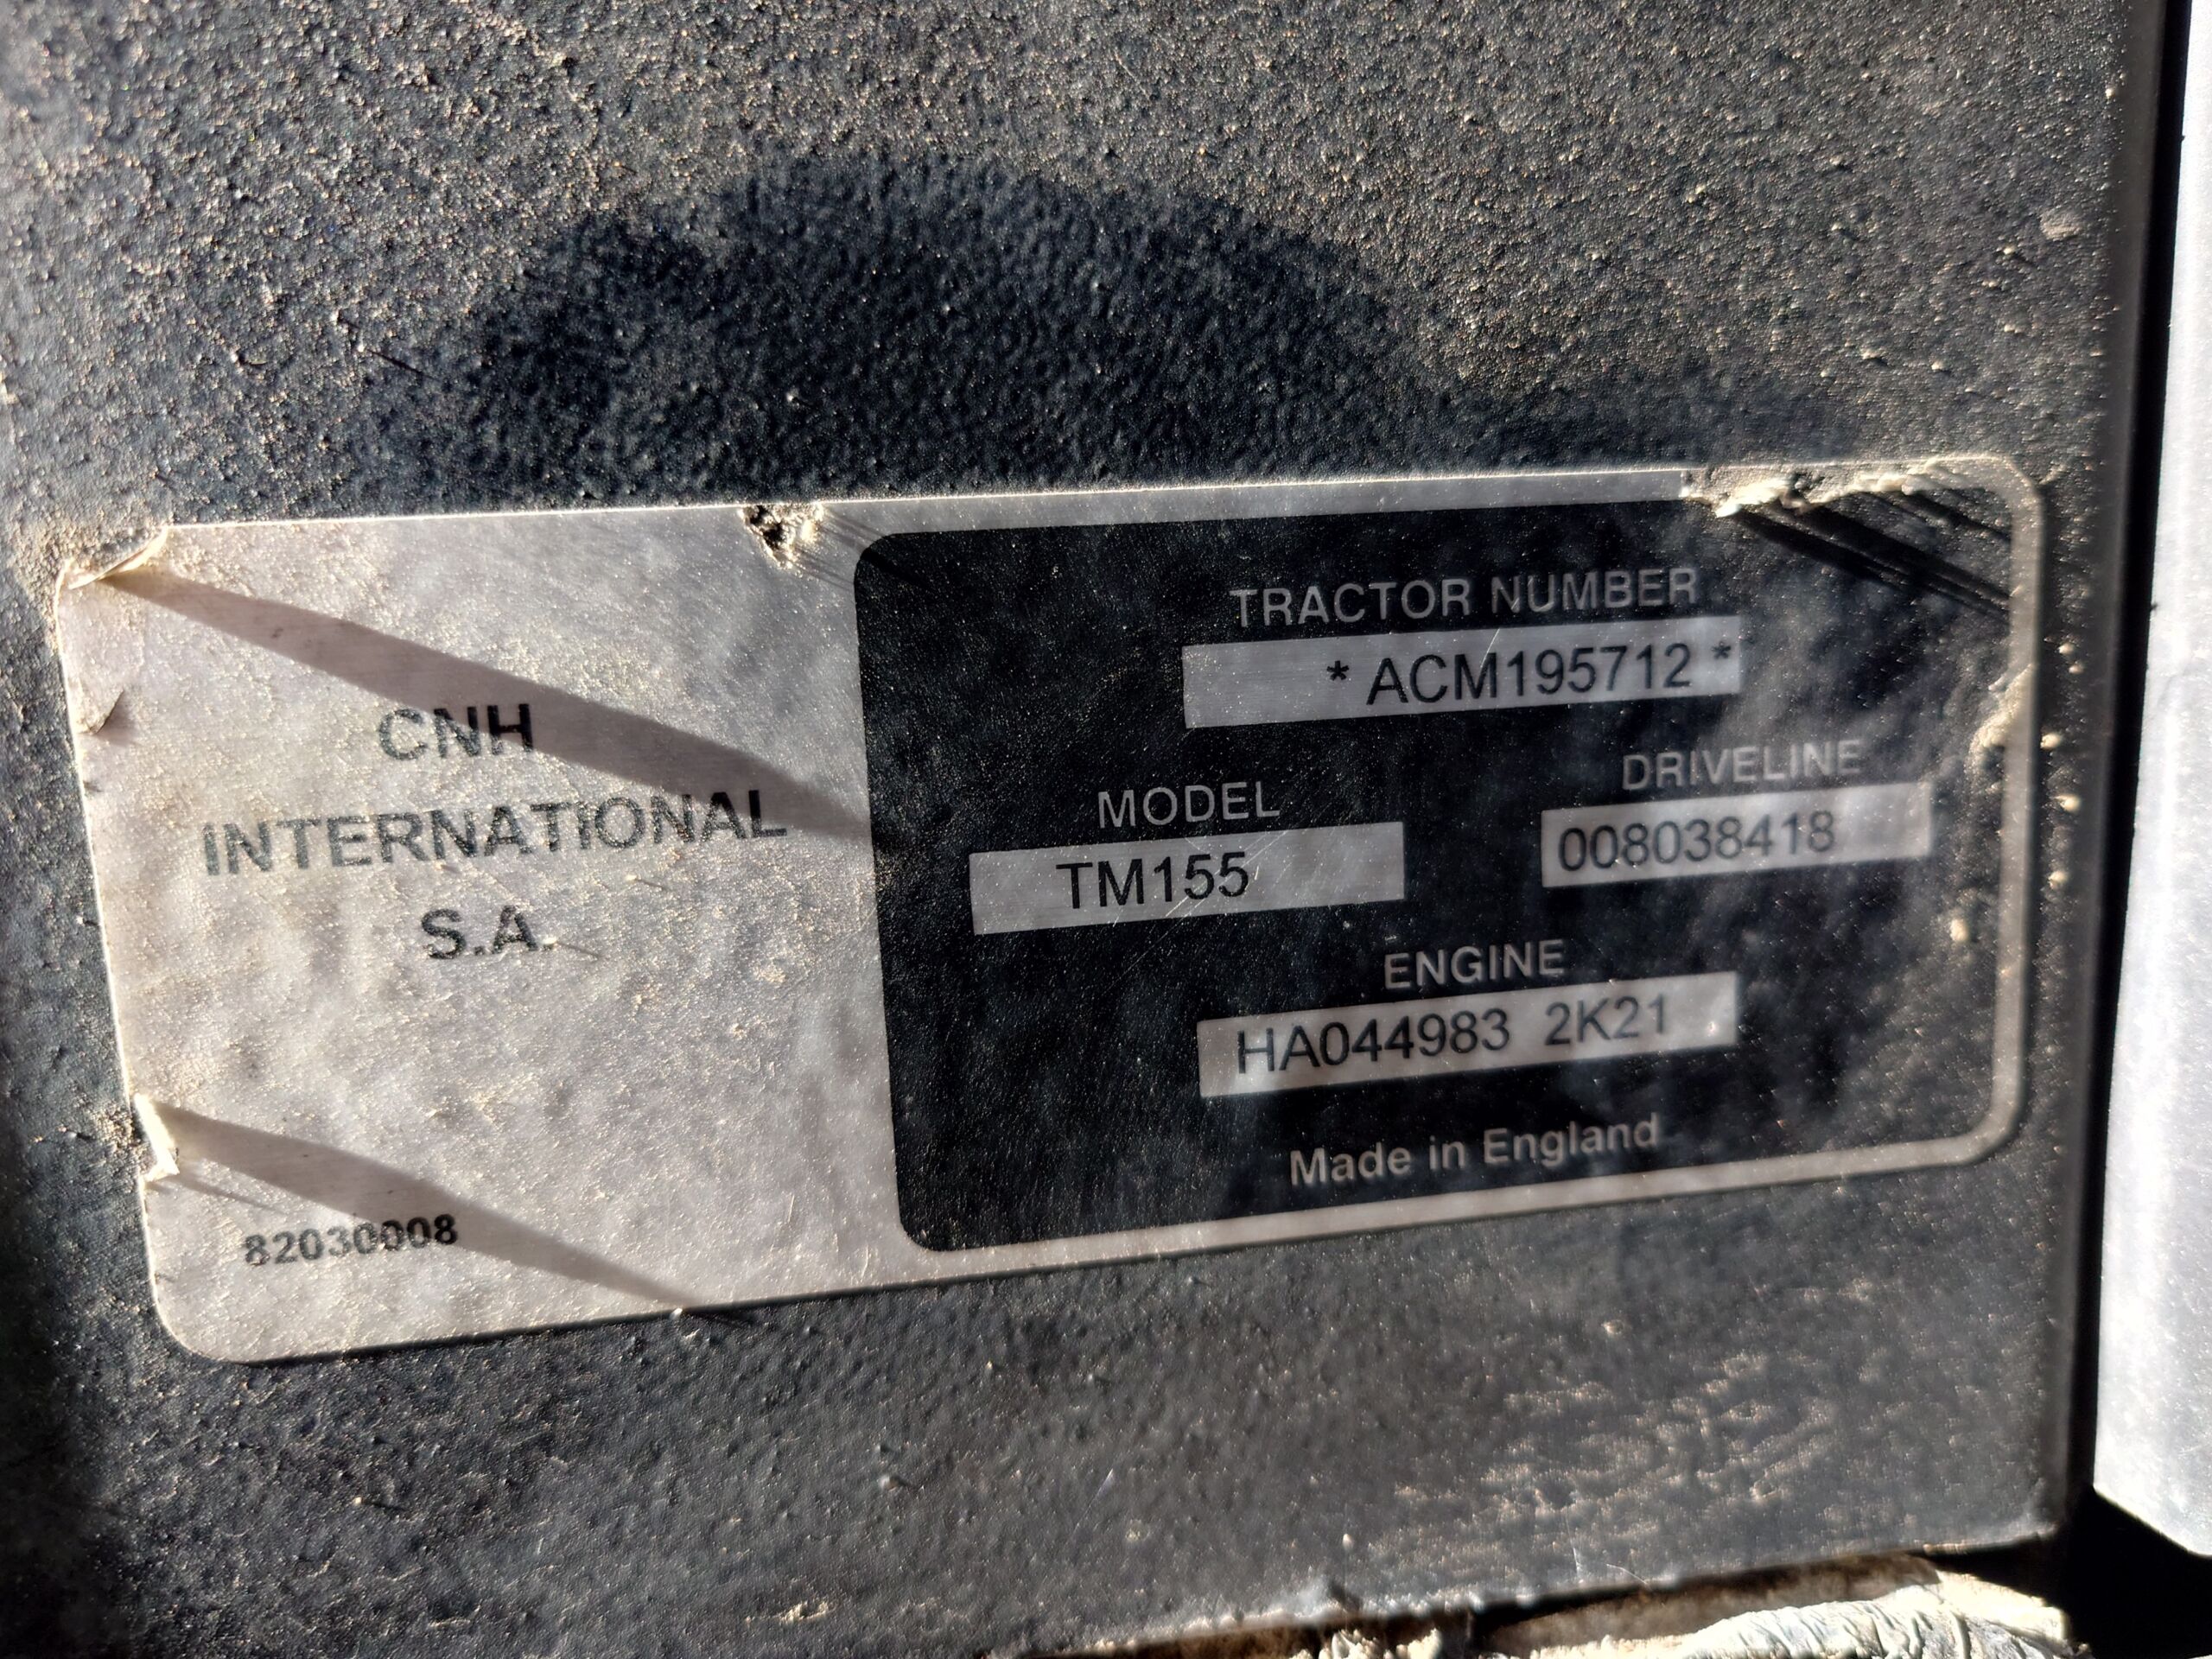 CNH
INTERNATIONAL
S.A.
82030008
TRACTOR NUMBER
* ACM195712 *
MODEL
TM155
DRIVELINE
008038418
ENGINE
HA044983 2K21
Made in England